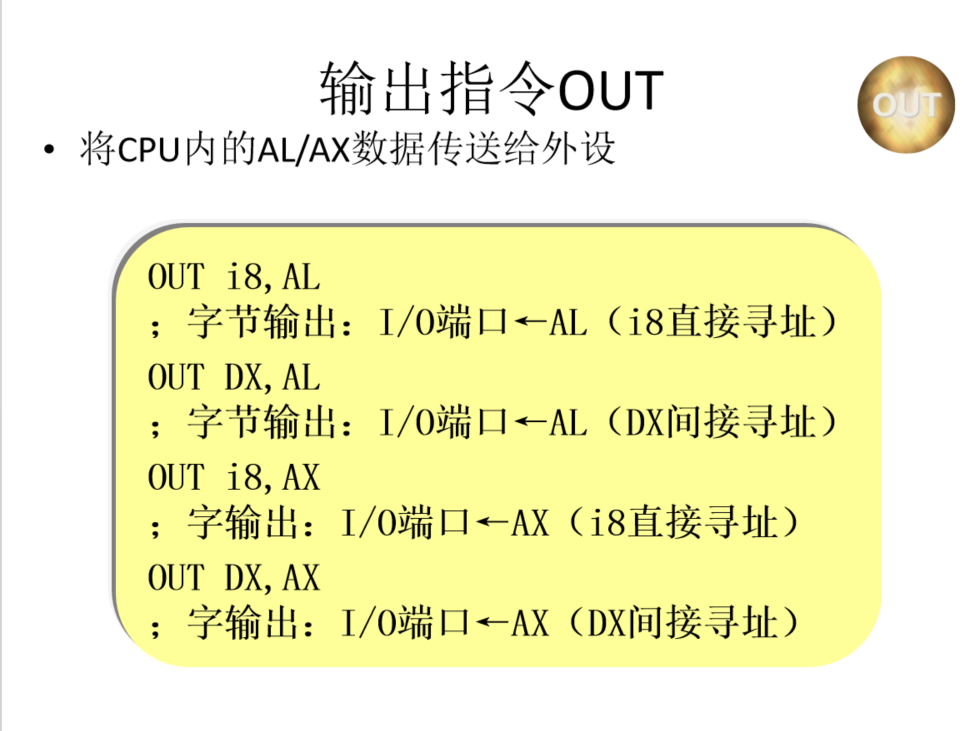 输出指令OUT
OUT
• 将CPU内的AL/AX数据传送给外设
OUT i8,AL
；字节输出：I/O端口←AL（i8直接寻址）
OUT DX,AL
；字节输出：I/O端口←AL（DX间接寻址）
OUT i8,AX
；字输出：I/O端口←AX（i8直接寻址）
OUT DX,AX
；字输出：I/O端口←AX（DX间接寻址）